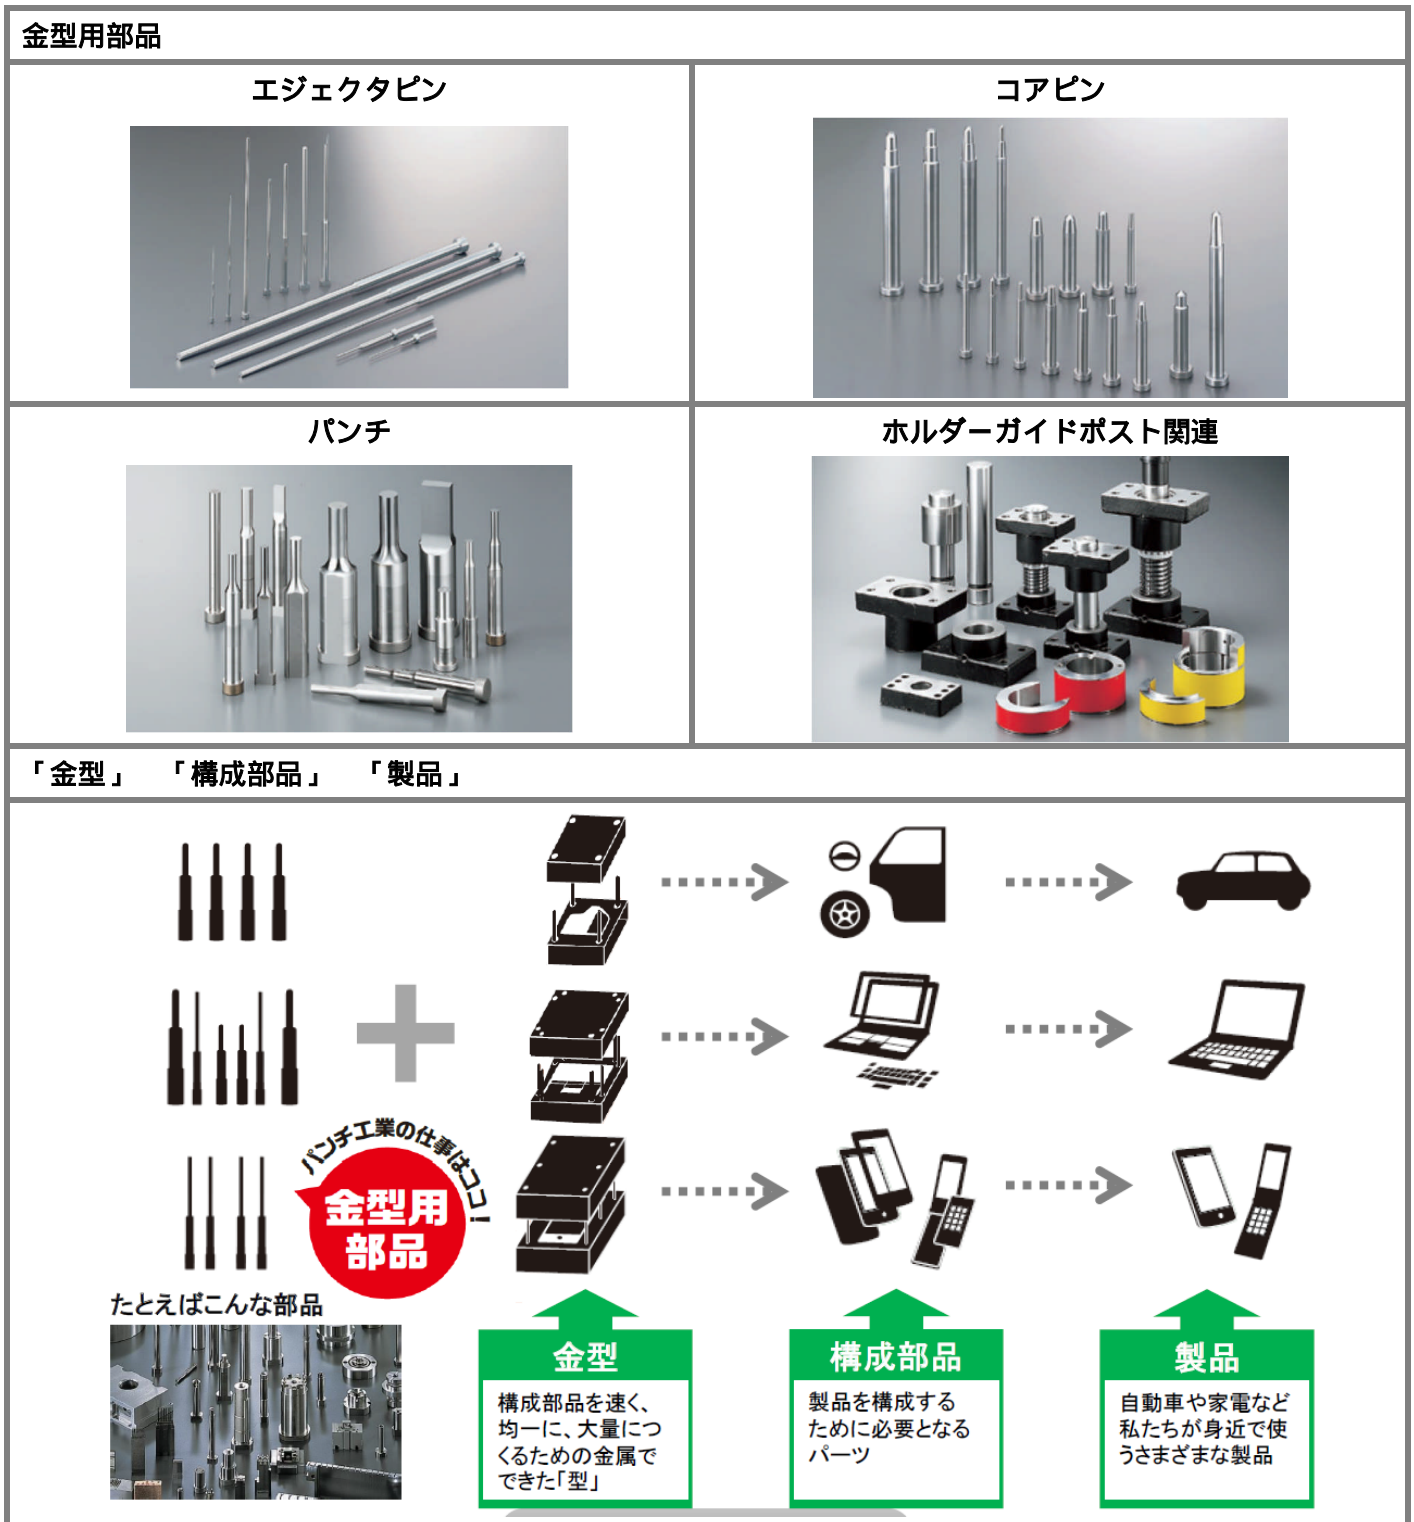 金型用部品
エジェクタピン
コアピン
パンチ
ホルダーガイドポスト関連
「金型」 「構成部品」 「製品」
パンチ工業の仕事はココ!
金型用
部品
たとえばこんな部品
金型
構成部品を速く、
均一に、大量につ
くるための金属で
できた「型」
構成部品
製品を構成する
ために必要となる
パーツ
製品
自動車や家電など
私たちが身近で使
うさまざまな製品